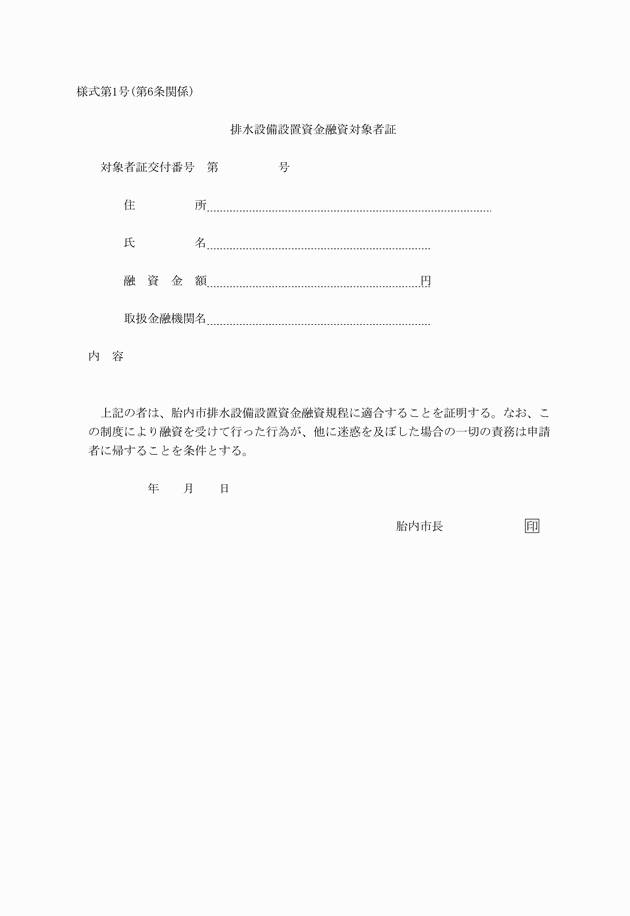 様式第1号(第6条関係)
排水設備設置資金融資対象者証
対象者証交付番号　第　　　　　号
住　　　　　所
氏　　　　　名
融　資　金　額　　　　　　　　　　　　　　　　　　円
取扱金融機関名
内　容
上記の者は、胎内市排水設備設置資金融資規程に適合することを証明する。なお、こ
の制度により融資を受けて行った行為が、他に迷惑を及ぼした場合の一切の責務は申請
者に帰することを条件とする。
年　　月　　日
胎内市長　　　　　　　印